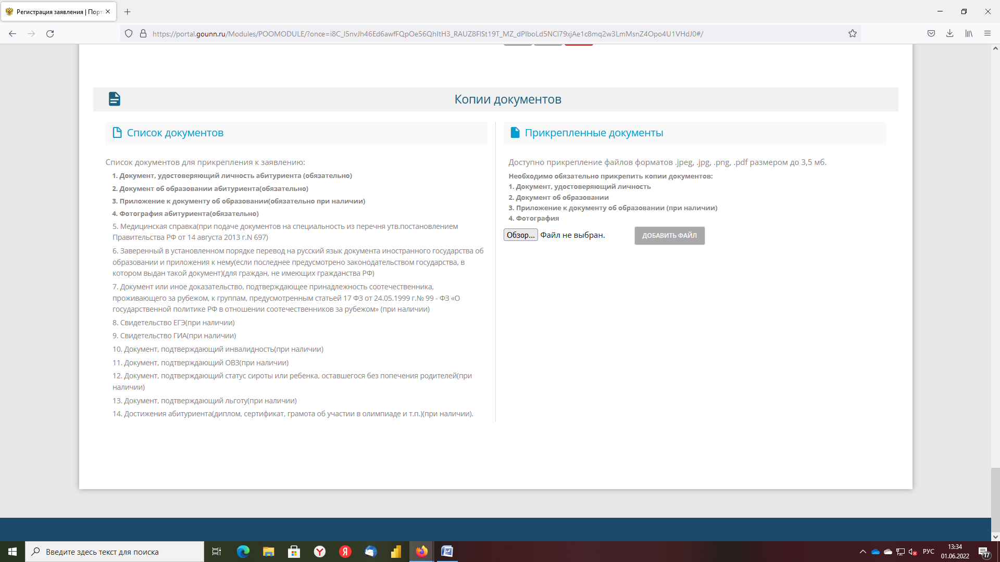 Регистрация заявления | Порт
https://portal.gounn.ru/Modules/POOMODULE/?once=i8C_l5nvJh46Ed6awfFQpOe56QhItH3_RAUZ8FlSt19T_MZ_dPIboLd5NCl79xjAe1c8mq2w3LmMsnZ4Opo4U1VHdJ0#/
Копии документов
Список документов
Список документов для прикрепления к заявлению:
1. Документ, удостоверяющий личность абитуриента (обязательно)
2. Документ об образовании абитуриента(обязательно)
3. Приложение к документу об образовании(обязательно при наличии)
4. Фотография абитуриента(обязательно)
5. Медицинская справка(при подаче документов на специальность из перечня утв.постановлением
Правительства РФ от 14 августа 2013 г.N 697)
6. Заверенный в установленном порядке перевод на русский язык документа иностранного государства об
образовании и приложения к нему(если последнее предусмотрено законодательством государства, в
котором выдан такой документ)(для граждан, не имеющих гражданства РФ)
7. Документ или иное доказательство, подтверждающее принадлежность соотечественника,
проживающего за рубежом, к группам, предусмотренным статьей 17 ФЗ от 24.05.1999 г.№ 99 - ФЗ «О
государственной политике РФ в отношении соотечественников за рубежом» (при наличии)
8. Свидетельство ЕГЭ(при наличии)
9. Свидетельство ГИА(при наличии)
10. Документ, подтверждающий инвалидность(при наличии)
11. Документ, подтверждающий ОВЗ(при наличии)
12. Документ, подтверждающий статус сироты или ребенка, оставшегося без попечения родителей(при
наличии)
13. Документ, подтверждающий льготу(при наличии)
14. Достижения абитуриента(диплом, сертификат, грамота об участии в олимпиаде и т.п.)(при наличии).
Прикрепленные документы
Доступно прикрепление файлов форматов .jpeg, .jpg, .png, .pdf размером до 3,5 мб.
Необходимо обязательно прикрепить копии документов:
1. Документ, удостоверяющий личность
2. Документ об образовании
3. Приложение к документу об образовании (при наличии)
4. Фотография
Обзор... Файл не выбран. ДОБАВИТЬ ФАЙЛ
Введите здесь текст для поиска
РУС
13:34
01.06.2022
17